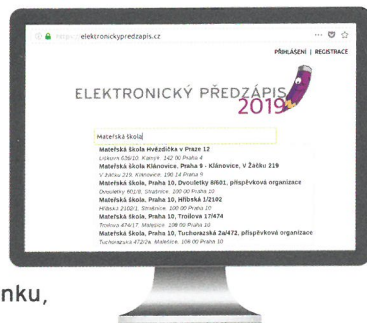 elektronickypredzapis.cz
PŘIHLÁŠENÍ | REGISTRACE
ELEKTRONICKÝ PŘEDZÁPIS
2019
Mateřská škola
Mateřská škola Hvězdička v Praze 12
Liškova 636/10, Kamýk, 142 00 Praha 4
Mateřská škola Klánovice, Praha 9 - Klánovice, V Žáčku 219
V Žáčku 219, Klánovice, 190 14 Praha 9
Mateřská škola, Praha 10, Dvouletky 8/601, příspěvková organizace
Dvouletky 601/8, Strašnice, 100 00 Praha 10
Mateřská škola, Praha 10, Hřibská 1/2102
Hřibská 2102/1, Strašnice, 100 00 Praha 10
Mateřská škola, Praha 10, Troilova 17/474
Troilova 474/17, Malešice, 108 00 Praha 10
Mateřská škola, Praha 10, Tuchorazská 2a/472, příspěvková organizace
Tuchorazská 472/2a, Malešice, 108 00 Praha 10
nku,